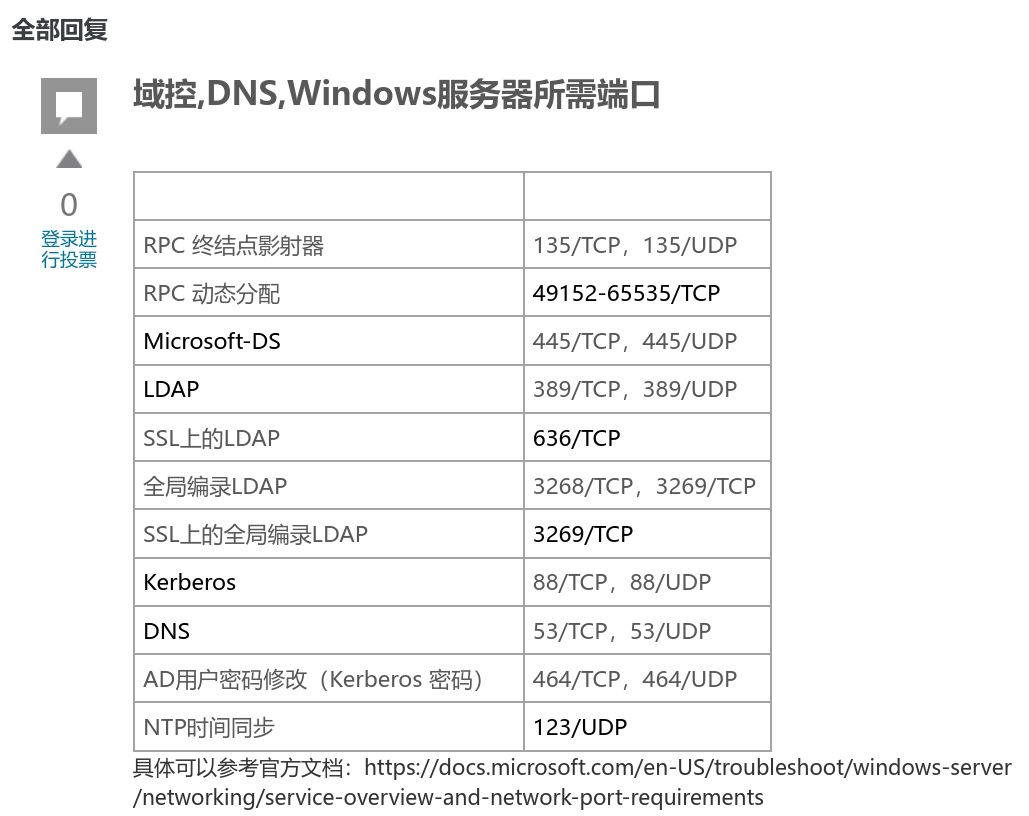 全部回复
域控,DNS,Windows服务器所需端口
0
登录进
行投票
RPC 终结点影射器 135/TCP，135/UDP
RPC 动态分配 49152-65535/TCP
Microsoft-DS 445/TCP，445/UDP
LDAP 389/TCP，389/UDP
SSL上的LDAP 636/TCP
全局编录LDAP 3268/TCP，3269/TCP
SSL上的全局编录LDAP 3269/TCP
Kerberos 88/TCP，88/UDP
DNS 53/TCP，53/UDP
AD用户密码修改（Kerberos 密码） 464/TCP，464/UDP
NTP时间同步 123/UDP
具体可以参考官方文档：https://docs.microsoft.com/en-US/troubleshoot/windows-server
/networking/service-overview-and-network-port-requirements